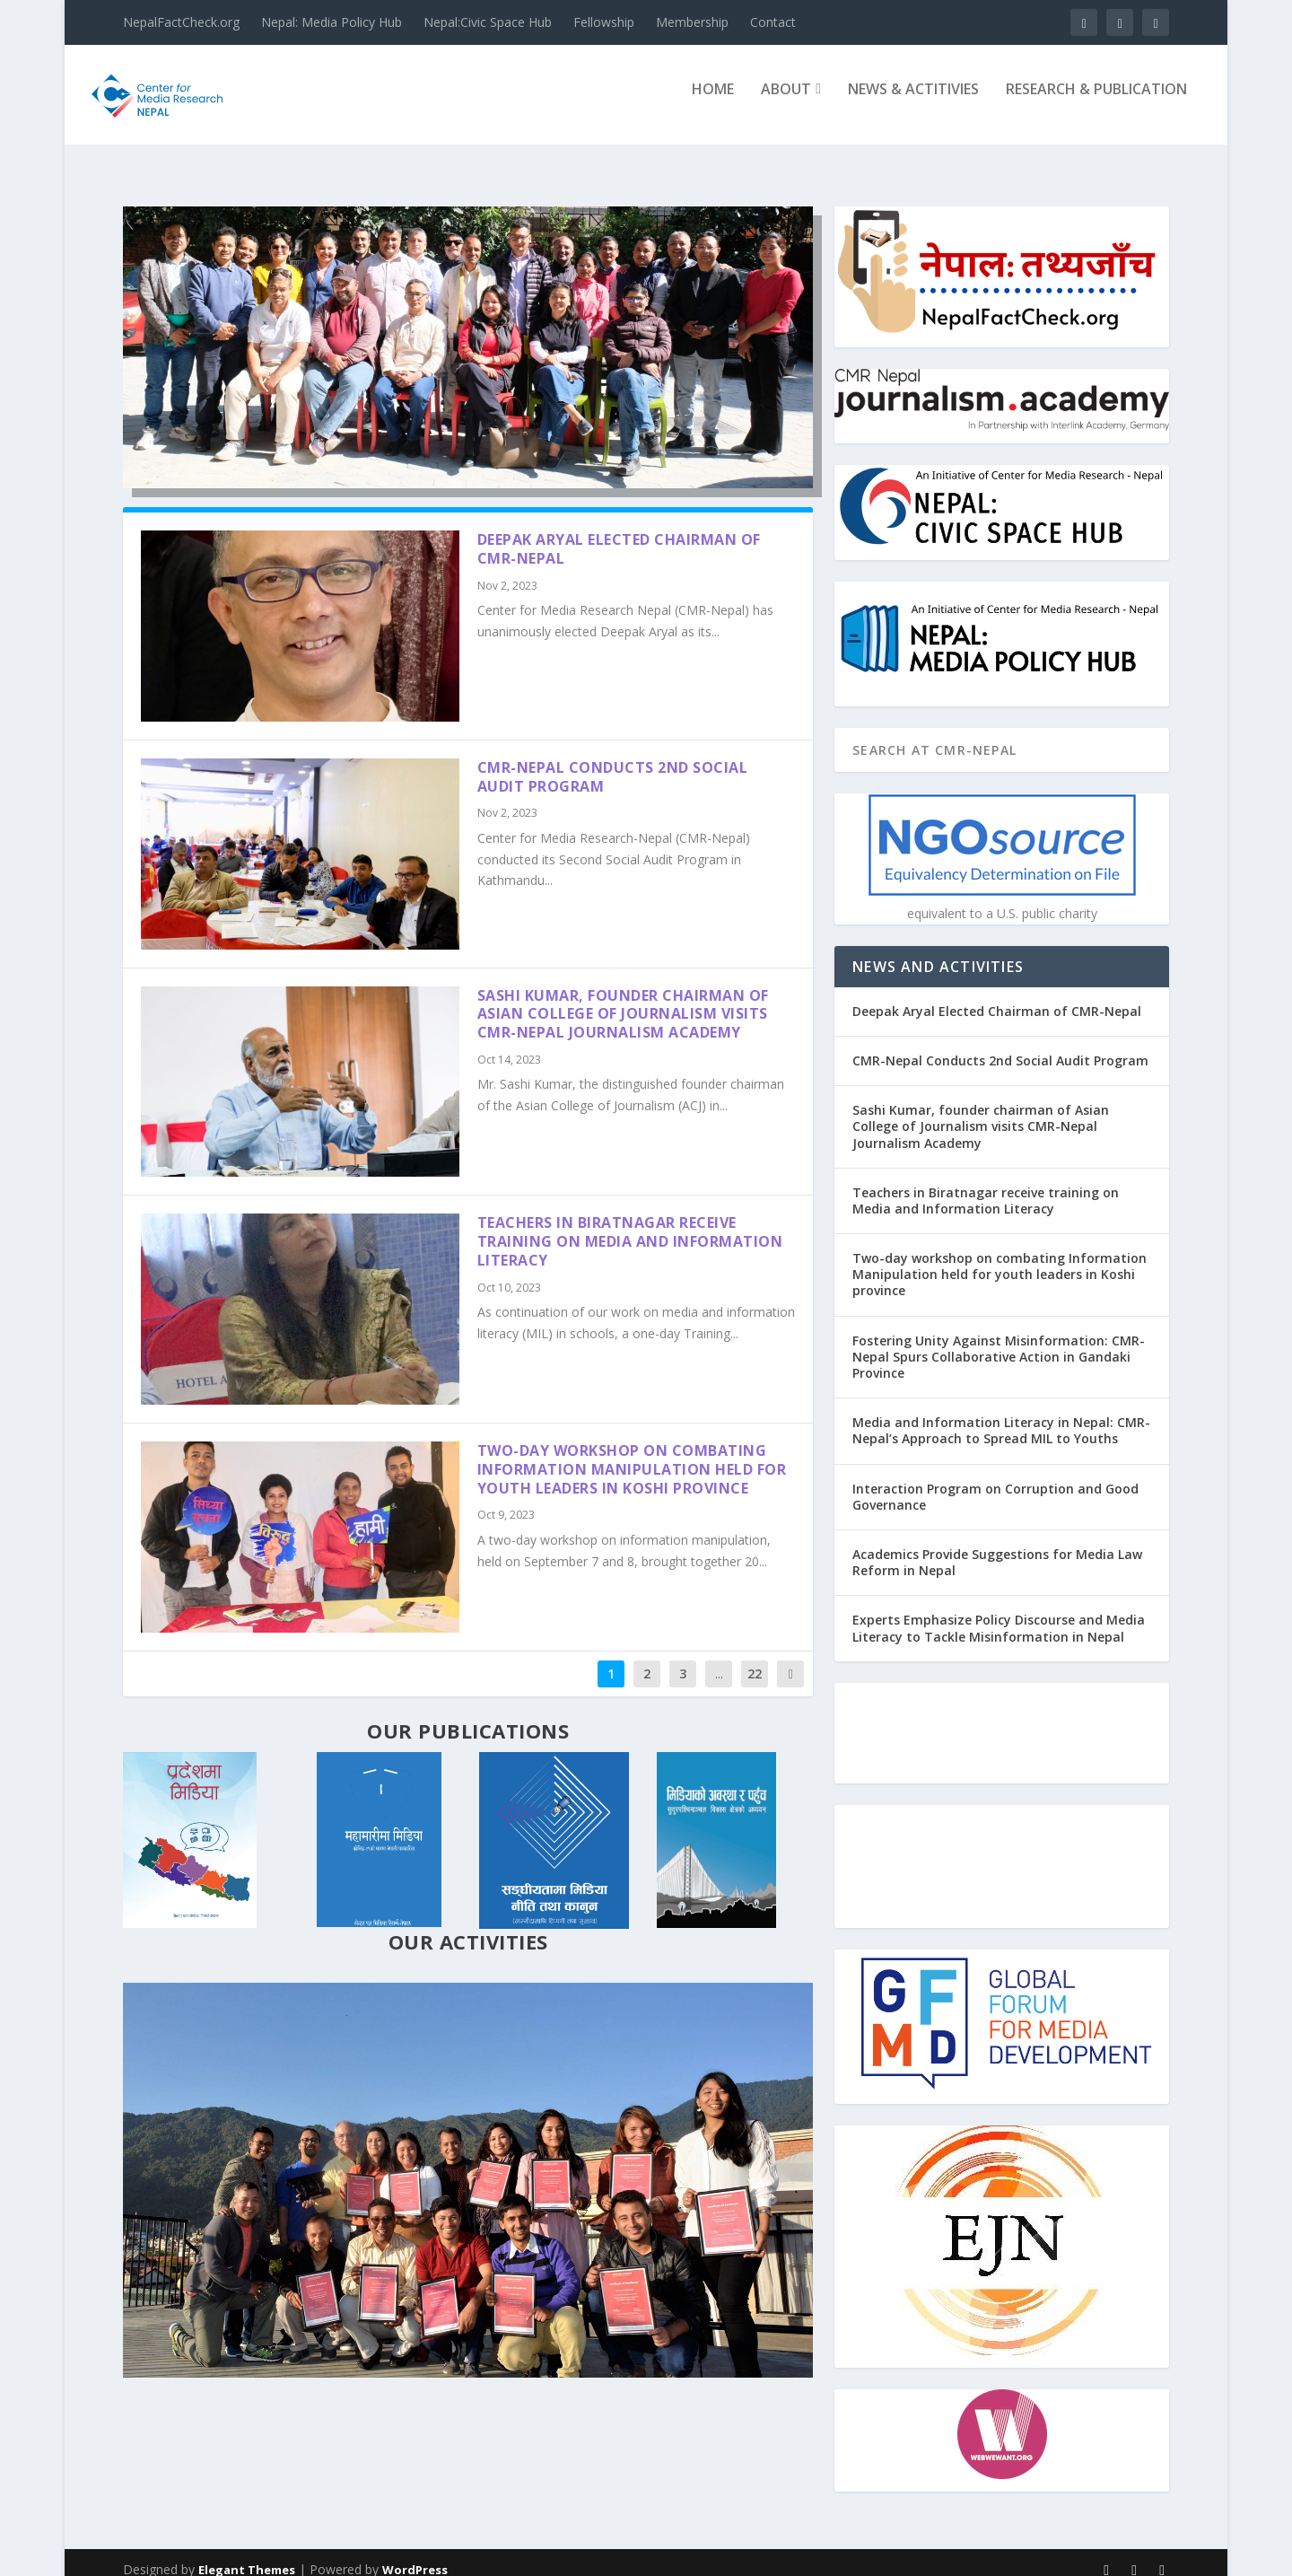 NepalFactCheck.org Nepal: Media Policy Hub Nepal:Civic Space Hub Fellowship Membership Contact
Center for
Media Research
NEPAL
HOME ABOUT NEWS & ACTITIVIES RESEARCH & PUBLICATION
DEEPAK ARYAL ELECTED CHAIRMAN OF
CMR-NEPAL
Nov 2, 2023
Center for Media Research Nepal (CMR-Nepal) has
unanimously elected Deepak Aryal as its...
CMR-NEPAL CONDUCTS 2ND SOCIAL
AUDIT PROGRAM
Nov 2, 2023
Center for Media Research-Nepal (CMR-Nepal)
conducted its Second Social Audit Program in
Kathmandu...
SASHI KUMAR, FOUNDER CHAIRMAN OF
ASIAN COLLEGE OF JOURNALISM VISITS
CMR-NEPAL JOURNALISM ACADEMY
Oct 14, 2023
Mr. Sashi Kumar, the distinguished founder chairman
of the Asian College of Journalism (ACJ) in...
HOTEL A
TEACHERS IN BIRATNAGAR RECEIVE
TRAINING ON MEDIA AND INFORMATION
LITERACY
Oct 10, 2023
As continuation of our work on media and information
literacy (MIL) in schools, a one-day Training...
मिथ्या
सूचना
विरुद्ध
हामी
TWO-DAY WORKSHOP ON COMBATING
INFORMATION MANIPULATION HELD FOR
YOUTH LEADERS IN KOSHI PROVINCE
Oct 9, 2023
A two-day workshop on information manipulation,
held on September 7 and 8, brought together 20...
1 2 3 ... 22
OUR PUBLICATIONS
प्रदेशमा
मिडिया
महामारीमा मिडिया
सङ्घीयतामा मिडिया
नीति तथा कानुन
मिडियाको अवस्था र पहुँच
सुदूरपश्चिमाञ्चल विकास क्षेत्रको अध्ययन
OUR ACTIVITIES
नेपाल: तथ्यजाँच
NepalFactCheck.org
CMR Nepal
journalism.academy
In Partnership with Interlink Academy, Germany
An Initiative of Center for Media Research - Nepal
NEPAL:
CIVIC SPACE HUB
An Initiative of Center for Media Research - Nepal
NEPAL:
MEDIA POLICY HUB
SEARCH AT CMR-NEPAL
NGOsource
Equivalency Determination on File
equivalent to a U.S. public charity
NEWS AND ACTIVITIES
Deepak Aryal Elected Chairman of CMR-Nepal
CMR-Nepal Conducts 2nd Social Audit Program
Sashi Kumar, founder chairman of Asian
College of Journalism visits CMR-Nepal
Journalism Academy
Teachers in Biratnagar receive training on
Media and Information Literacy
Two-day workshop on combating Information
Manipulation held for youth leaders in Koshi
province
Fostering Unity Against Misinformation: CMR-
Nepal Spurs Collaborative Action in Gandaki
Province
Media and Information Literacy in Nepal: CMR-
Nepal’s Approach to Spread MIL to Youths
Interaction Program on Corruption and Good
Governance
Academics Provide Suggestions for Media Law
Reform in Nepal
Experts Emphasize Policy Discourse and Media
Literacy to Tackle Misinformation in Nepal
GFMD
GLOBAL
FORUM
FOR MEDIA
DEVELOPMENT
EJN
W
WEBWEWANT.ORG
Designed by Elegant Themes | Powered by WordPress